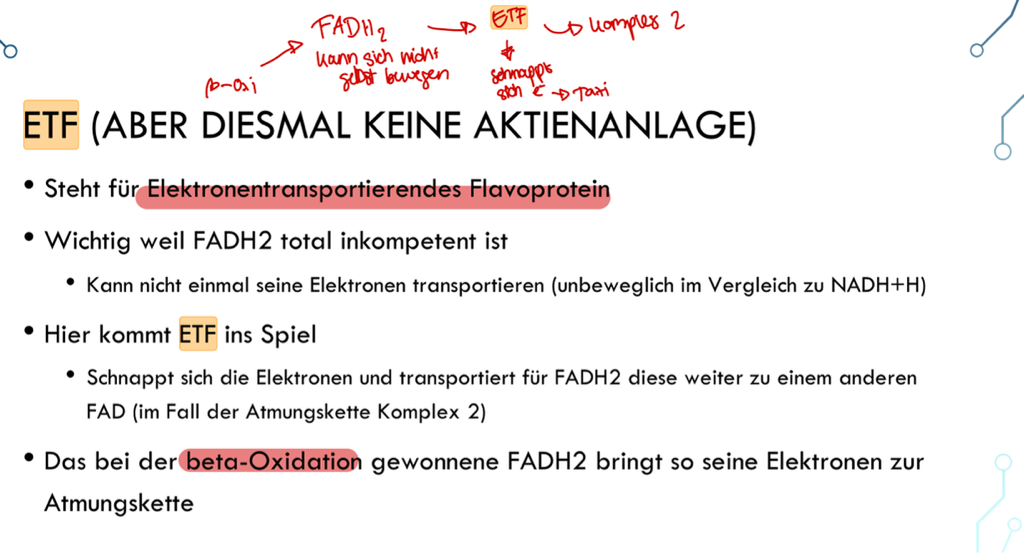 FADH2 → ETF → Komplex 2
kann sich nicht
selbst bewegen
schnappt
sich e → Taxi
β-Oxi
ETF (ABER DIESMAL KEINE AKTIENANLAGE)
• Steht für Elektronentransportierendes Flavoprotein
• Wichtig weil FADH2 total inkompetent ist
• Kann nicht einmal seine Elektronen transportieren (unbeweglich im Vergleich zu NADH+H)
• Hier kommt ETF ins Spiel
• Schnappt sich die Elektronen und transportiert für FADH2 diese weiter zu einem anderen
FAD (im Fall der Atmungskette Komplex 2)
• Das bei der beta-Oxidation gewonnene FADH2 bringt so seine Elektronen zur
Atmungskette